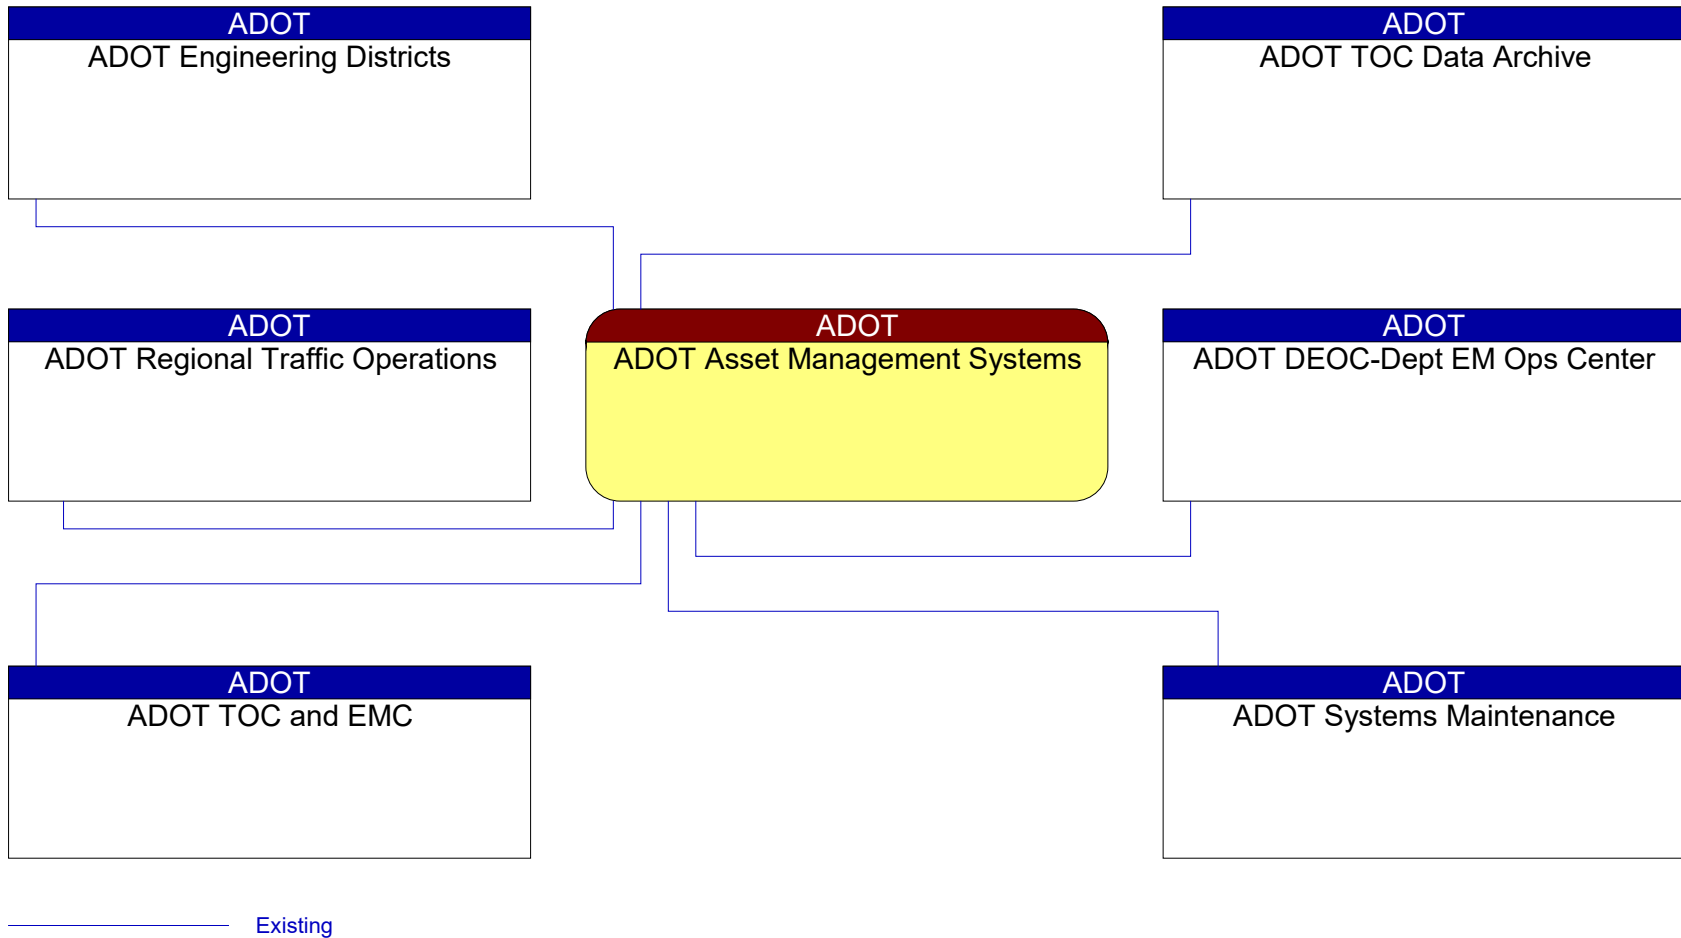 ADOT
ADOT Engineering Districts
ADOT
ADOT TOC Data Archive
ADOT
ADOT Regional Traffic Operations
ADOT
ADOT Asset Management Systems
ADOT
ADOT DEOC-Dept EM Ops Center
ADOT
ADOT TOC and EMC
ADOT
ADOT Systems Maintenance
Existing